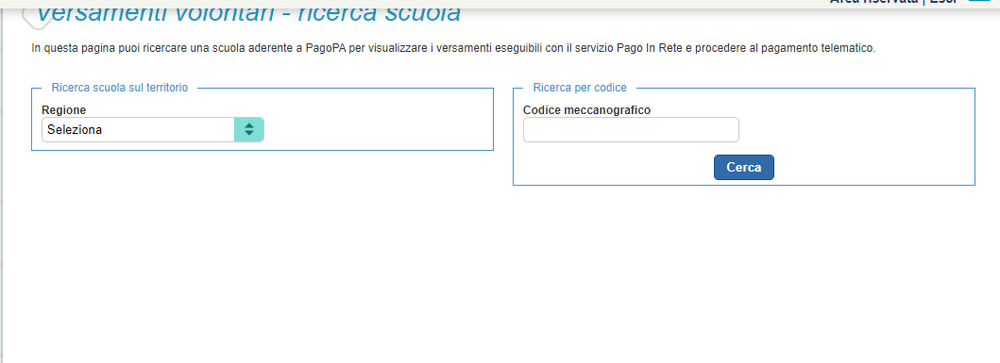 Area riservata | Esci
Versamenti volontari - ricerca scuola
In questa pagina puoi ricercare una scuola aderente a PagoPA per visualizzare i versamenti eseguibili con il servizio Pago In Rete e procedere al pagamento telematico.
Ricerca scuola sul territorio
Regione
Seleziona
Ricerca per codice
Codice meccanografico
Cerca